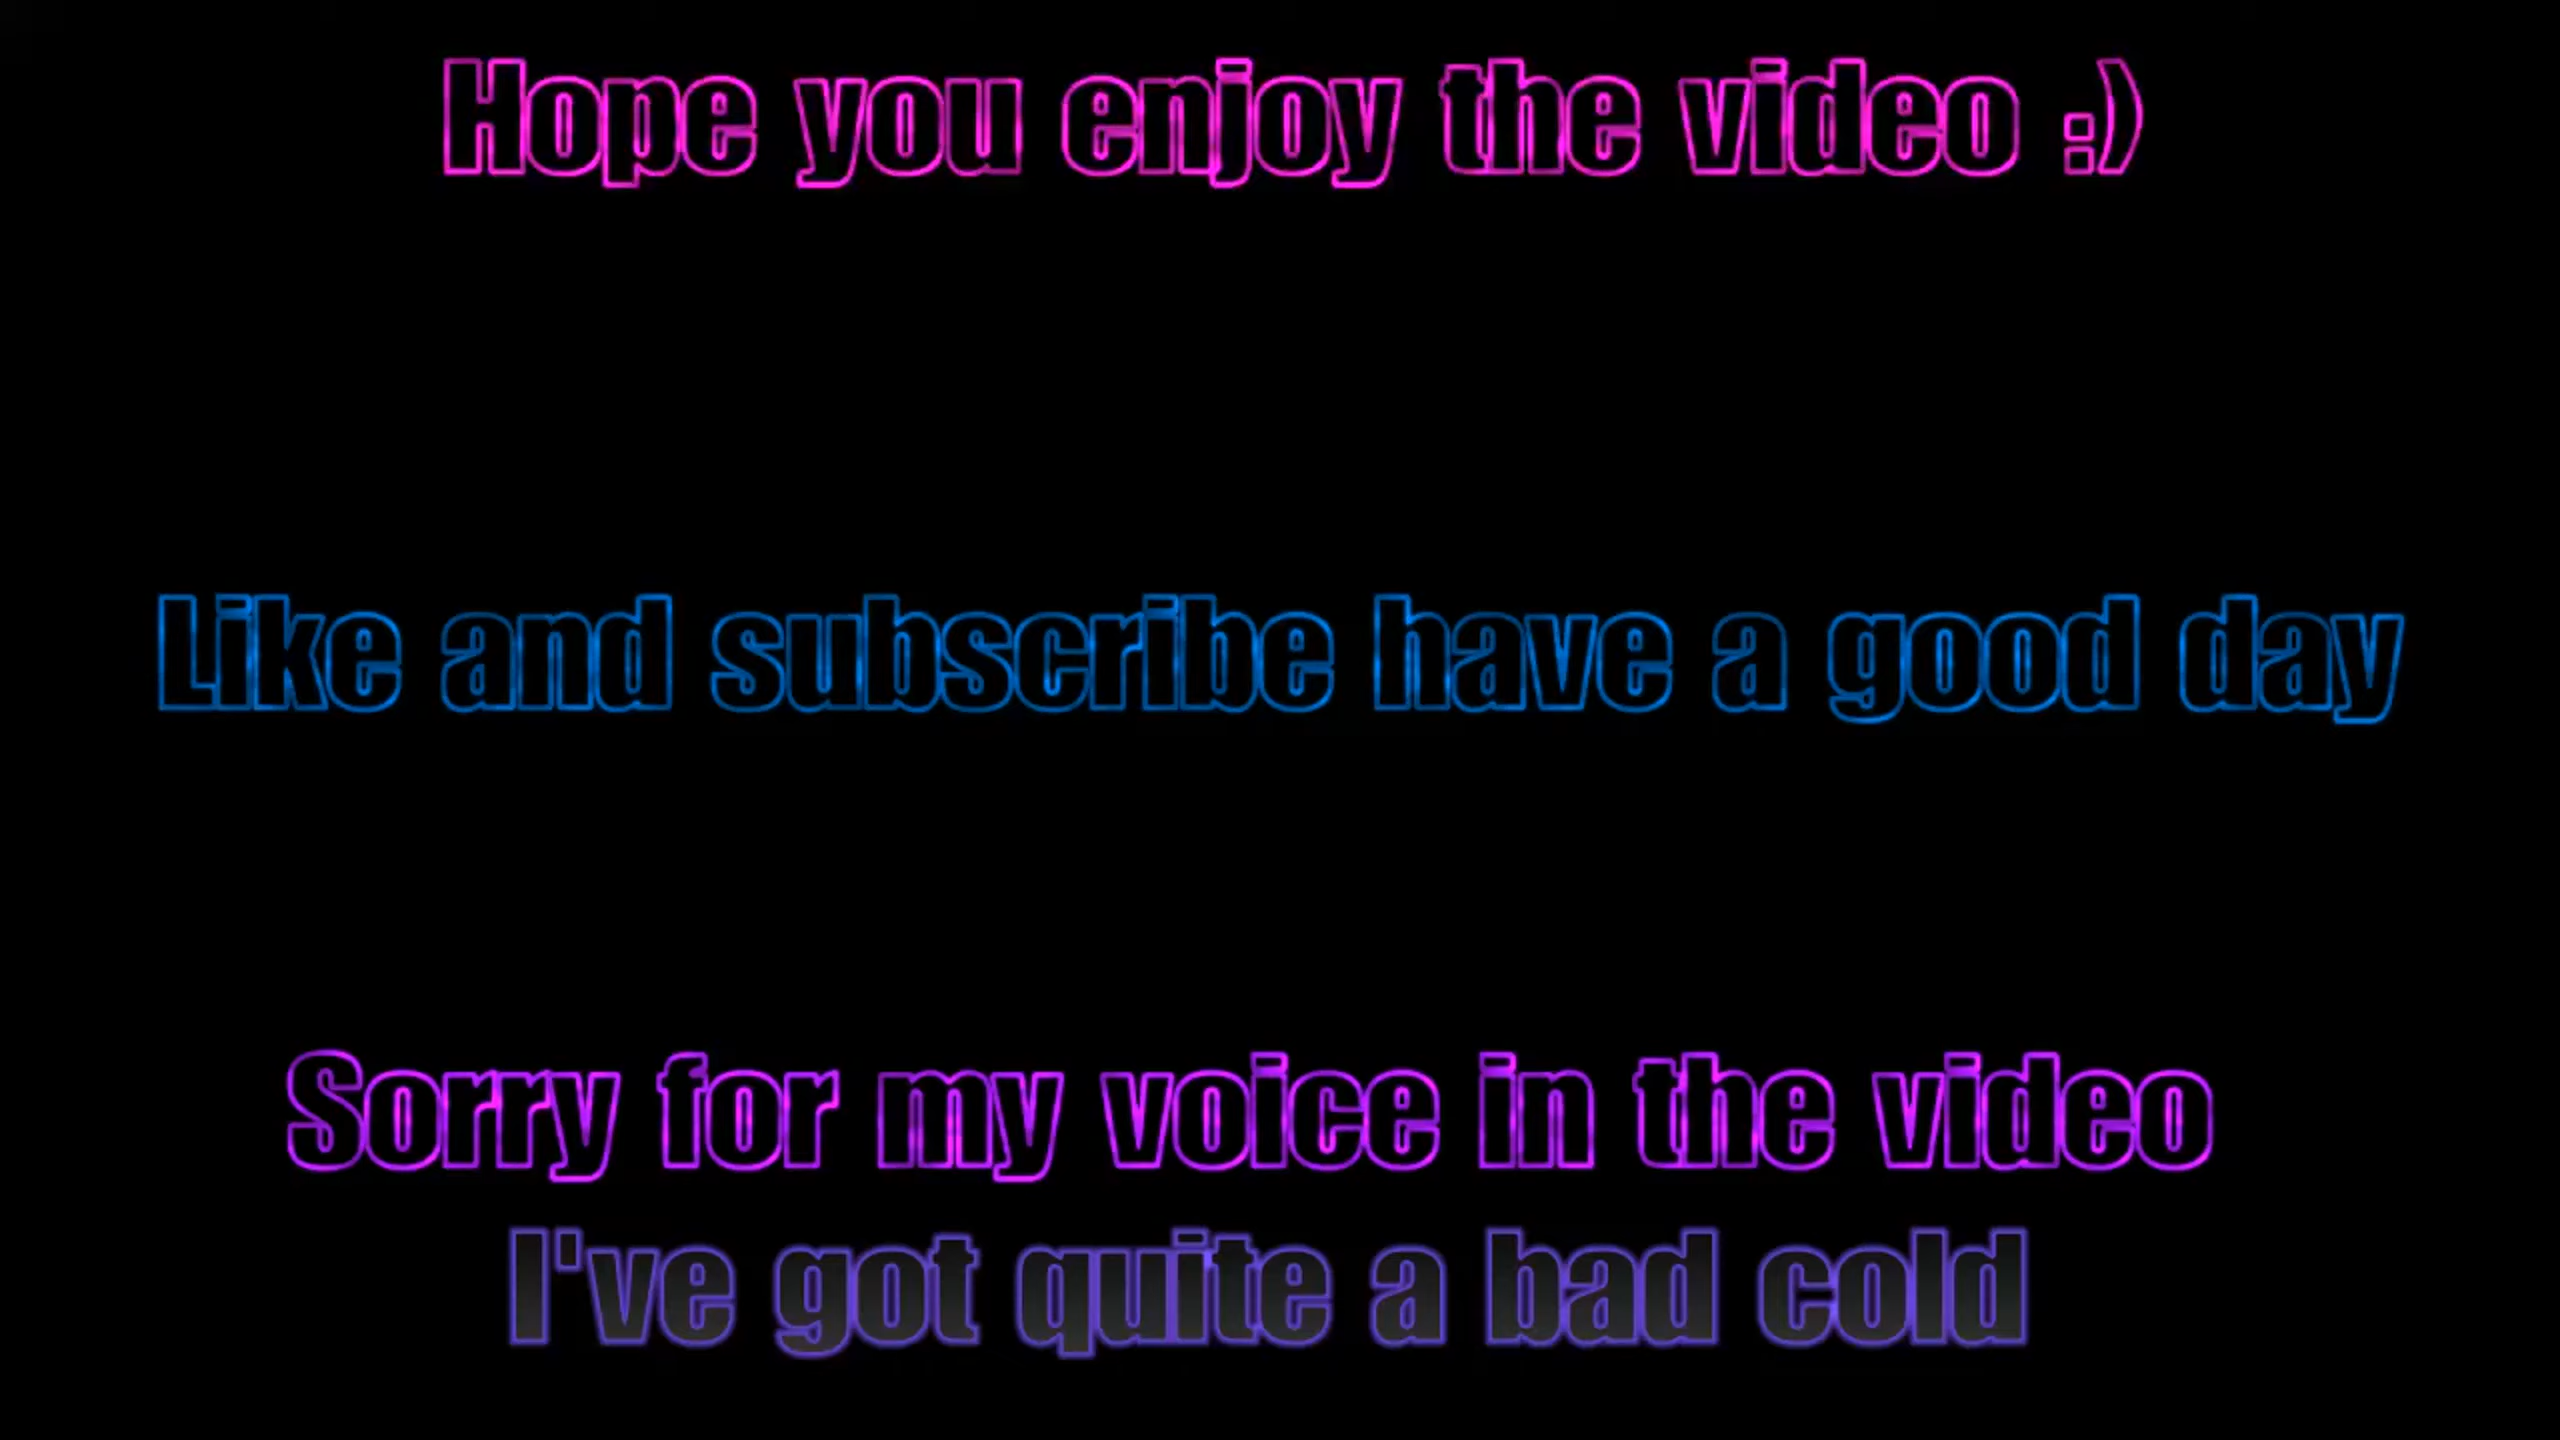 Hope you enjoy the video :)
Like and subscribe have a good day
Sorry for my voice in the video
I've got quite a bad cold